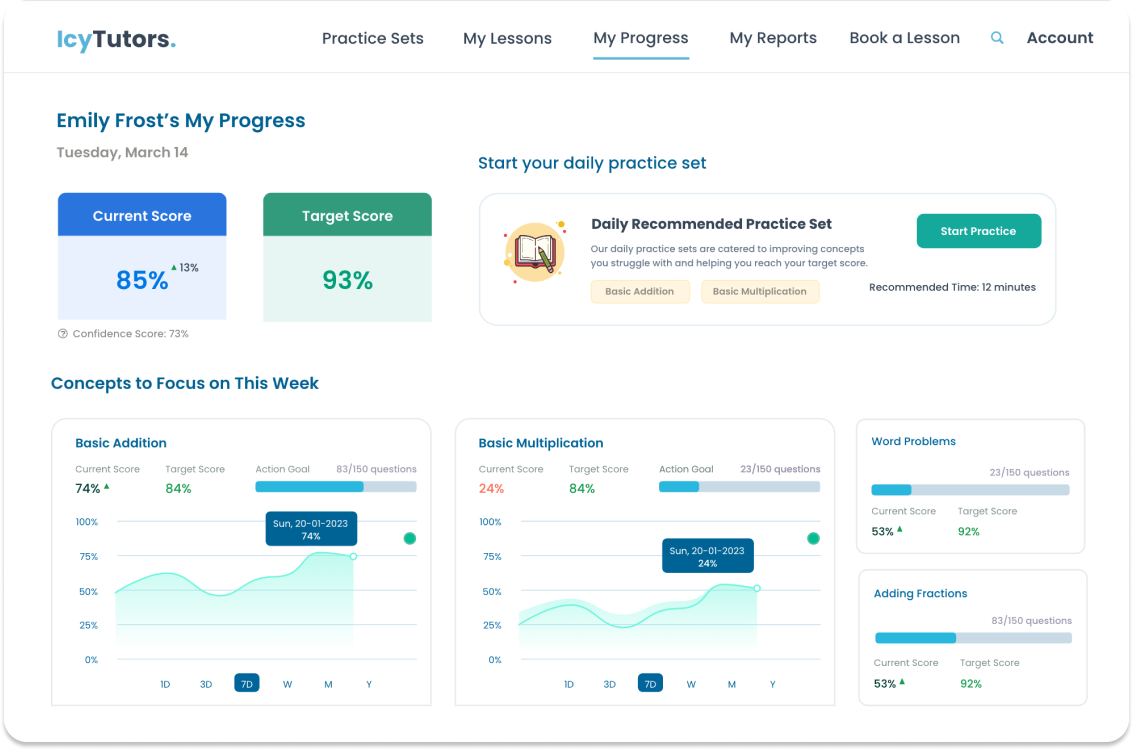 IcyTutors.
Practice Sets
My Lessons
My Progress
My Reports
Book a Lesson
Account
Emily Frost’s My Progress
Tuesday, March 14
Current Score
85%
13%
Confidence Score: 73%
Target Score
93%
Start your daily practice set
Daily Recommended Practice Set
Our daily practice sets are catered to improving concepts
you struggle with and helping you reach your target score.
Basic Addition
Basic Multiplication
Start Practice
Recommended Time: 12 minutes
Concepts to Focus on This Week
Basic Addition
Current Score
74%
Target Score
84%
Action Goal
83/150 questions
100%
75%
50%
25%
0%
Sun, 20-01-2023
74%
1D
3D
7D
W
M
Y
Basic Multiplication
Current Score
24%
Target Score
84%
Action Goal
23/150 questions
100%
75%
50%
25%
0%
Sun, 20-01-2023
24%
1D
3D
7D
W
M
Y
Word Problems
23/150 questions
Current Score
53%
Target Score
92%
Adding Fractions
83/150 questions
Current Score
53%
Target Score
92%